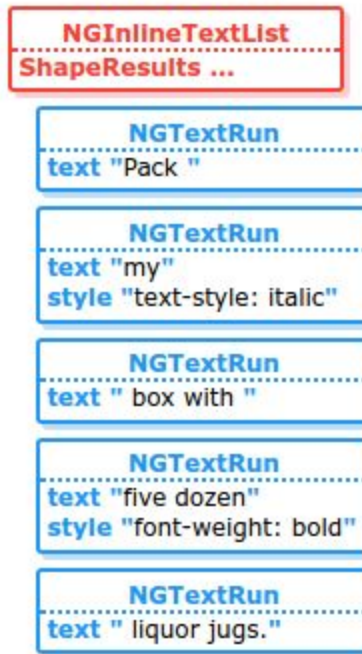 NGInlineTextList
ShapeResults ...
NGTextRun
text "Pack "
NGTextRun
text "my"
style "text-style: italic"
NGTextRun
text " box with "
NGTextRun
text "five dozen"
style "font-weight: bold"
NGTextRun
text " liquor jugs."